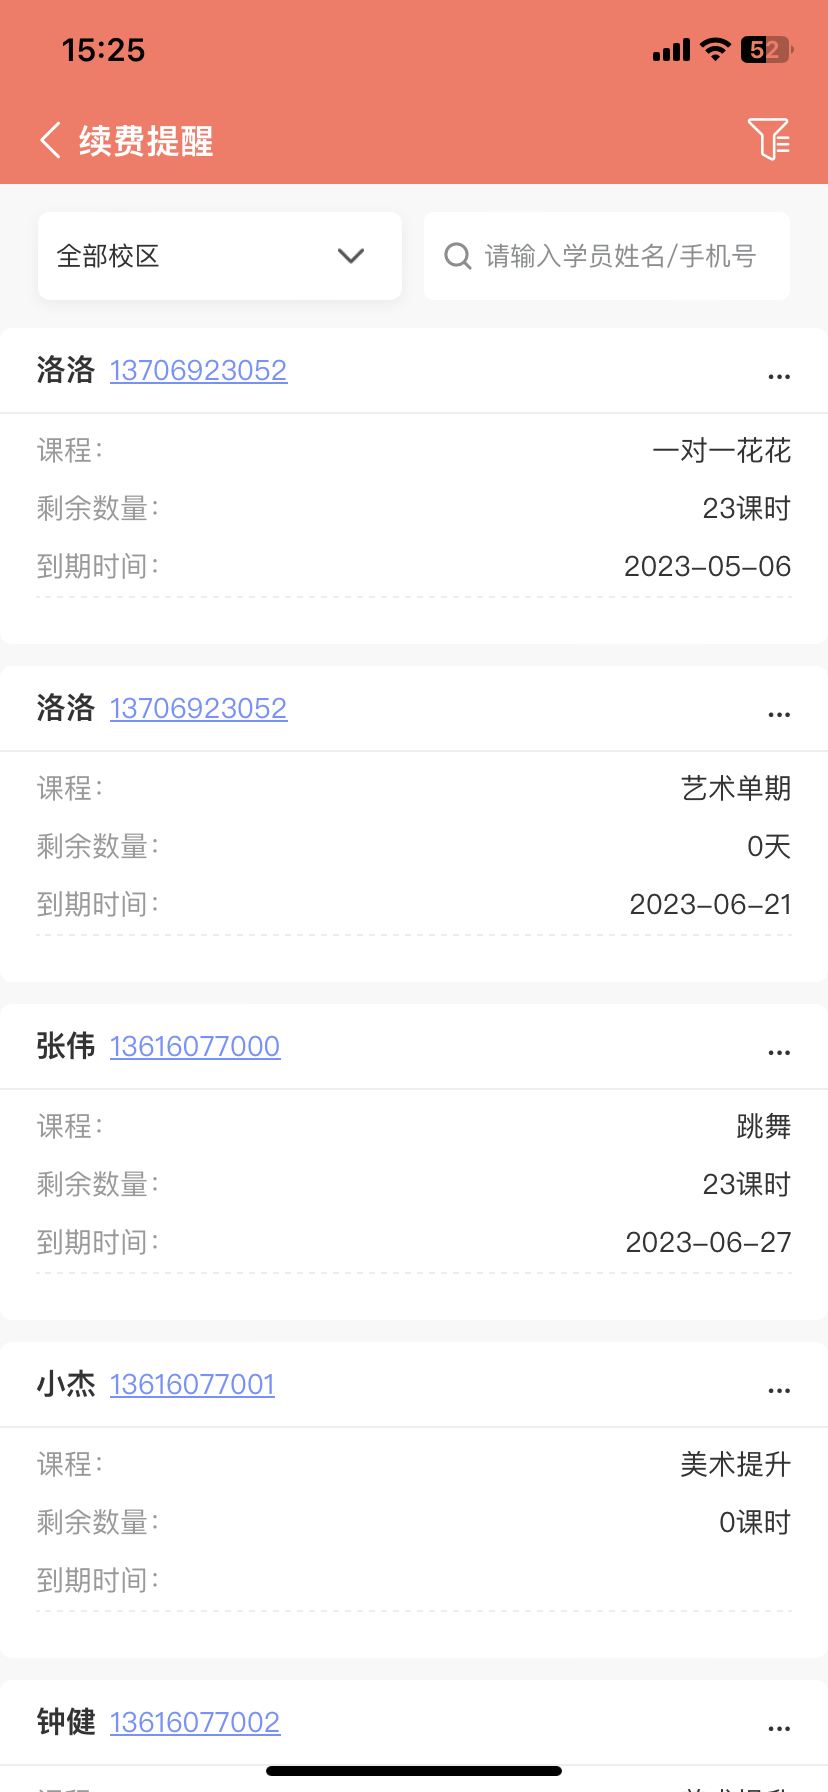 15:25
52
续费提醒
全部校区
请输入学员姓名/手机号
洛洛 13706923052 ...
课程: 一对一花花
剩余数量: 23课时
到期时间: 2023-05-06
洛洛 13706923052 ...
课程: 艺术单期
剩余数量: 0天
到期时间: 2023-06-21
张伟 13616077000 ...
课程: 跳舞
剩余数量: 23课时
到期时间: 2023-06-27
小杰 13616077001 ...
课程: 美术提升
剩余数量: 0课时
到期时间:
钟健 13616077002 ...